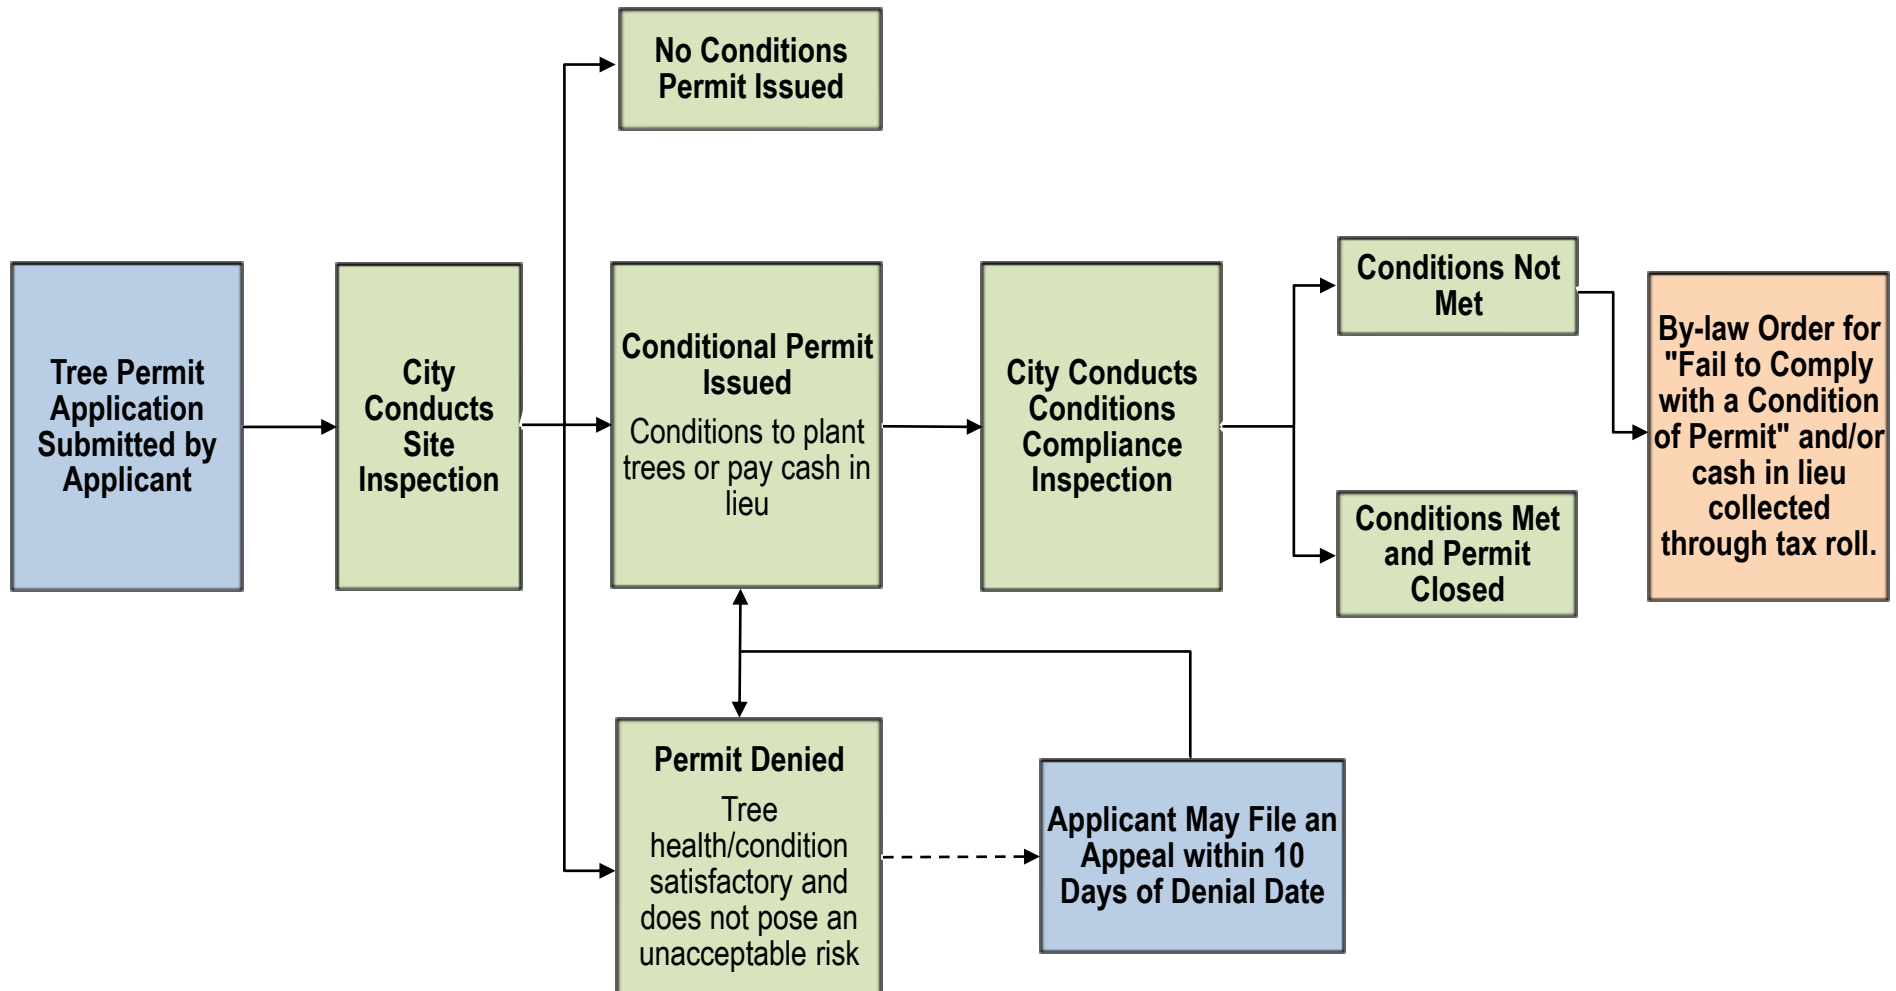 No Conditions
Permit Issued
Tree Permit
Application
Submitted by
Applicant
City
Conducts
Site
Inspection
Conditional Permit
Issued
Conditions to plant
trees or pay cash in
lieu
City Conducts
Conditions
Compliance
Inspection
Conditions Not
Met
Conditions Met
and Permit
Closed
By-law Order for
"Fail to Comply
with a Condition
of Permit" and/or
cash in lieu
collected
through tax roll.
Permit Denied
Tree
health/condition
satisfactory and
does not pose an
unacceptable risk
Applicant May File an
Appeal within 10
Days of Denial Date